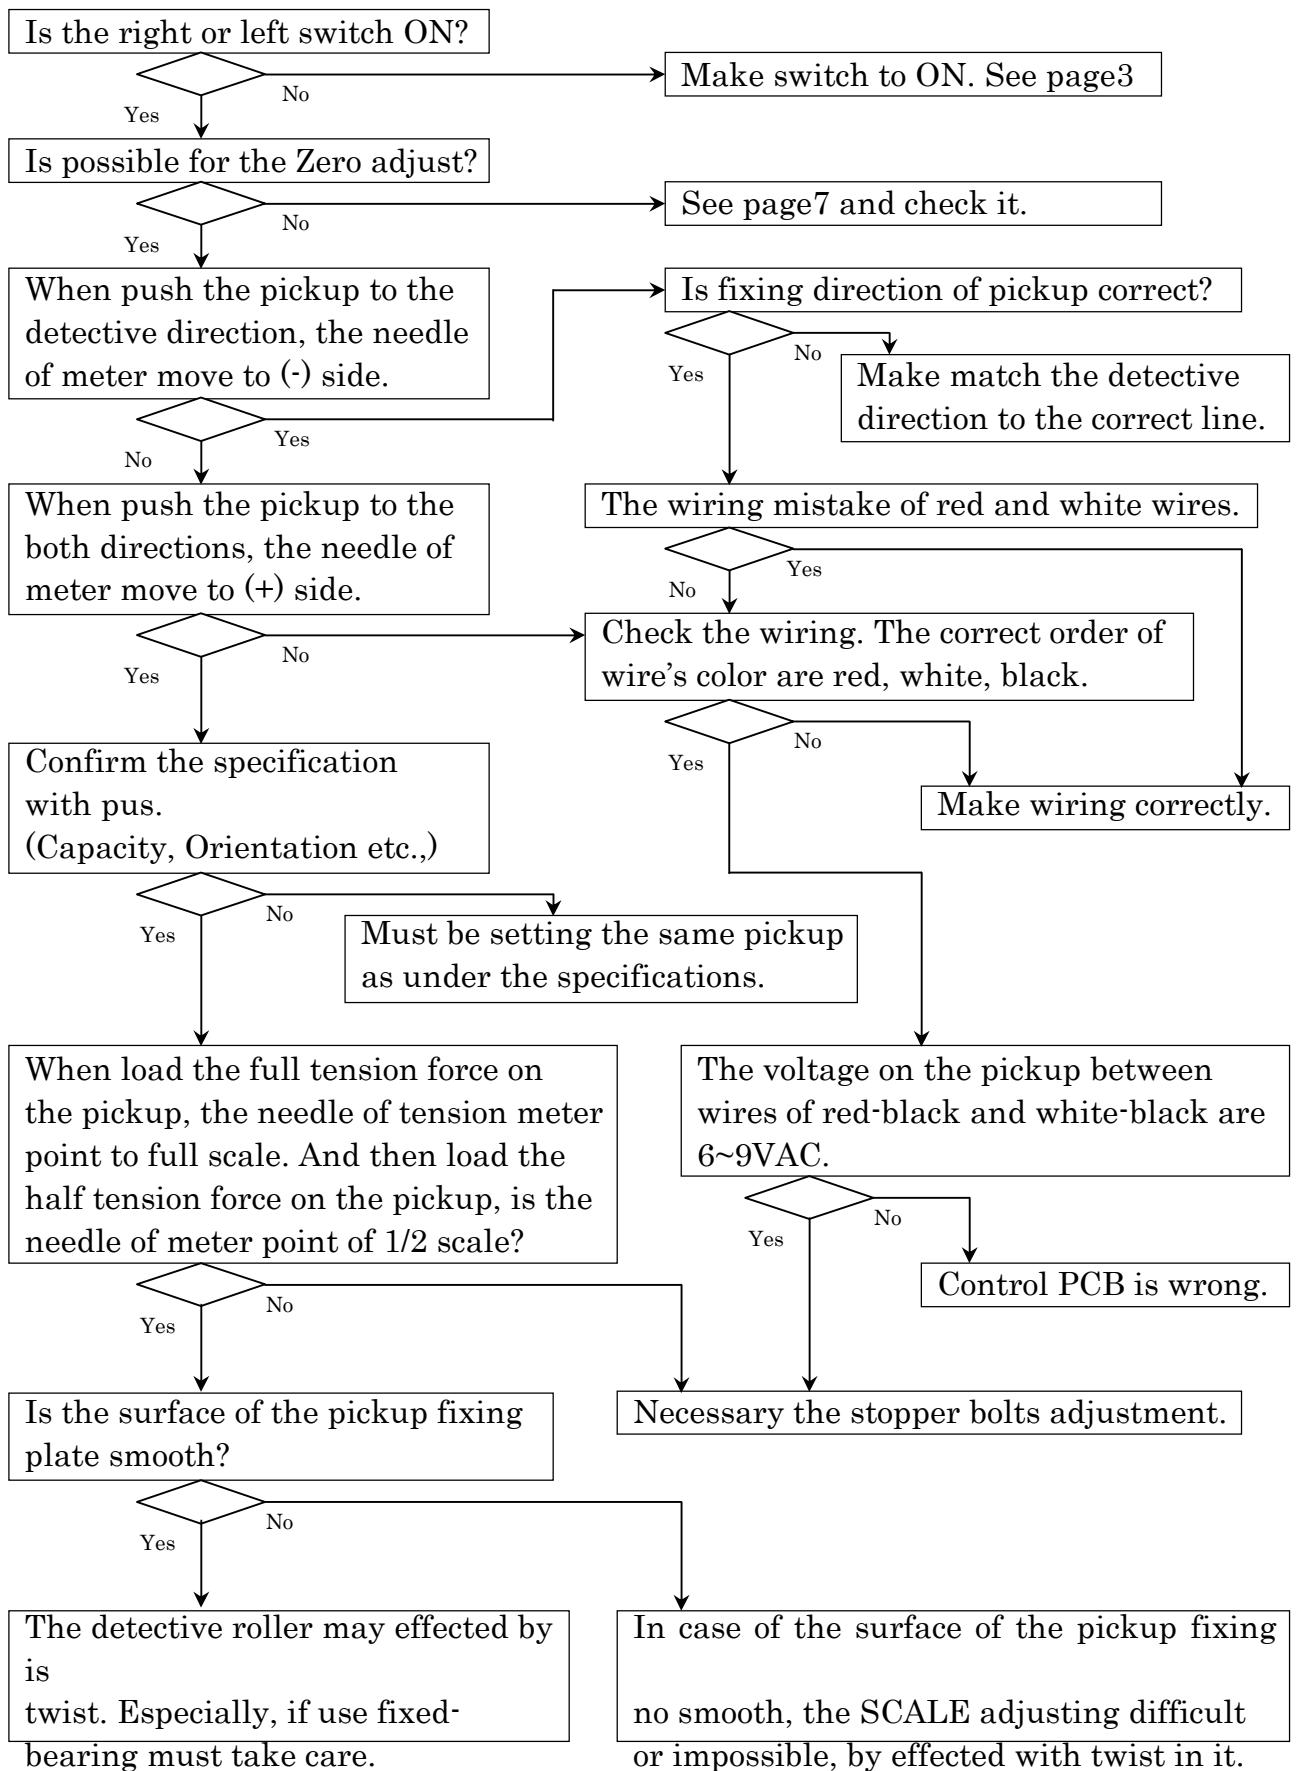 Is the right or left switch ON?
No
Make switch to ON. See page3
Yes
Is possible for the Zero adjust?
No
See page7 and check it.
Yes
When push the pickup to the
detective direction, the needle
of meter move to (-) side.
Yes
No
Is fixing direction of pickup correct?
No
Yes
Make match the detective
direction to the correct line.
When push the pickup to the
both directions, the needle of
meter move to (+) side.
No
Yes
The wiring mistake of red and white wires.
Yes
No
Check the wiring. The correct order of
wire's color are red, white, black.
No
Yes
Make wiring correctly.
Confirm the specification
with pus.
(Capacity, Orientation etc.,)
No
Yes
Must be setting the same pickup
as under the specifications.
When load the full tension force on
the pickup, the needle of tension meter
point to full scale. And then load the
half tension force on the pickup, is the
needle of meter point of 1/2 scale?
No
Yes
The voltage on the pickup between
wires of red-black and white-black are
6~9VAC.
No
Yes
Control PCB is wrong.
Necessary the stopper bolts adjustment.
Is the surface of the pickup fixing
plate smooth?
No
Yes
The detective roller may effected by
is
twist. Especially, if use fixed-
bearing must take care.
In case of the surface of the pickup fixing
no smooth, the SCALE adjusting difficult
or impossible, by effected with twist in it.